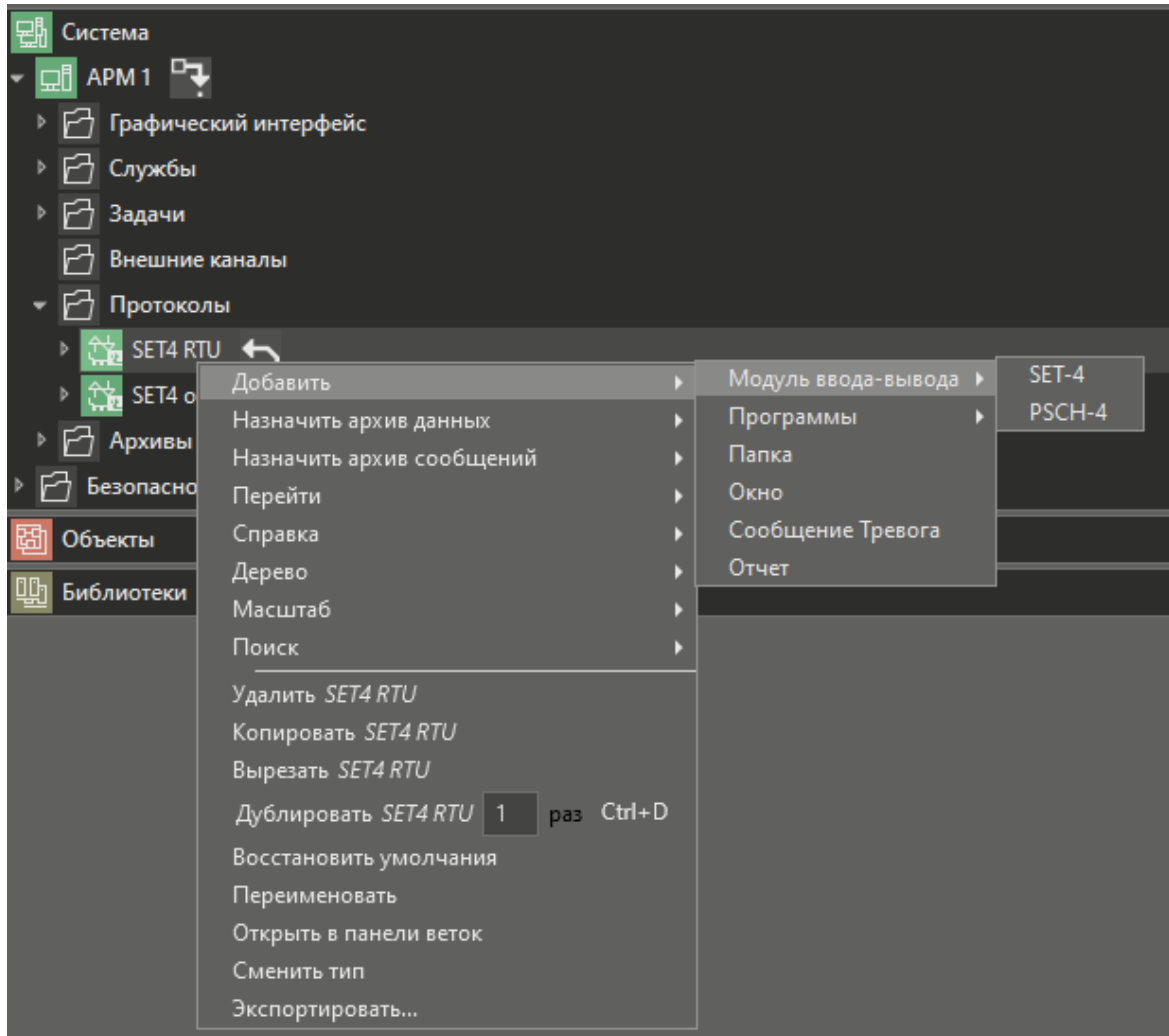 Система
АРМ 1
Графический интерфейс
Службы
Задачи
Внешние каналы
Протоколы
SET4 RTU
SET4 o
Архивы
Безопасно
Объекты
Библиотеки
Добавить
Назначить архив данных
Назначить архив сообщений
Перейти
Справка
Дерево
Масштаб
Поиск
Удалить SET4 RTU
Копировать SET4 RTU
Вырезать SET4 RTU
Дублировать SET4 RTU 1 раз Ctrl+D
Восстановить умолчания
Переименовать
Открыть в панели веток
Сменить тип
Экспортировать...
Модуль ввода-вывода
Программы
Папка
Окно
Сообщение Тревога
Отчет
SET-4
PSCH-4